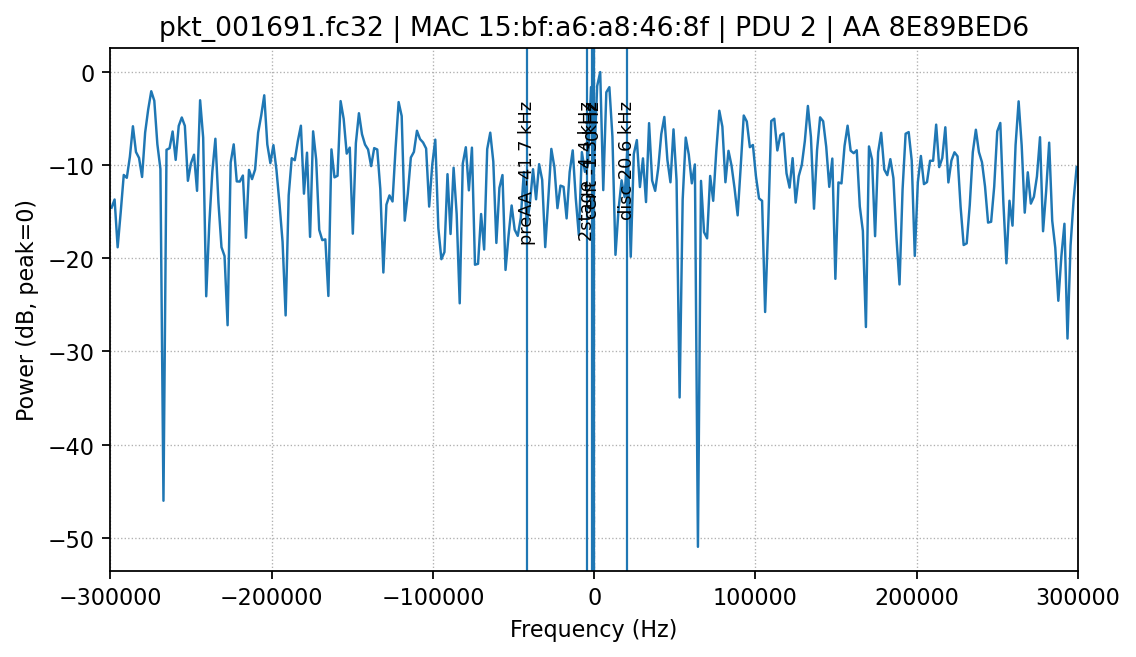 pkt_001691.fc32 | MAC 15:bf:a6:a8:46:8f | PDU 2 | AA 8E89BED6
Power (dB, peak=0)
0
−10
−20
−30
−40
−50
preAA -41.7 kHz
2stage -4.4 kHz
disc 20.6 kHz
−300000
−200000
−100000
0
100000
200000
300000
Frequency (Hz)